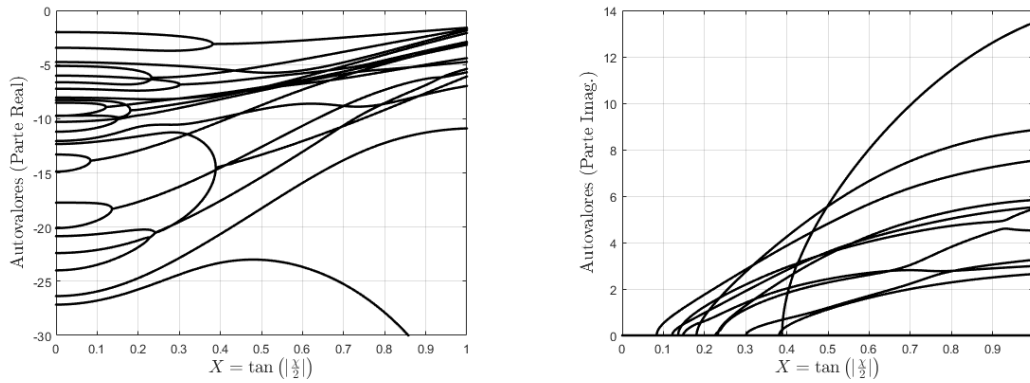 Autovalores (Parte Real)
0
-5
-10
-15
-20
-25
-30
0 0.1 0.2 0.3 0.4 0.5 0.6 0.7 0.8 0.9 1
X = tan (|χ/2|)
Autovalores (Parte Imag.)
14
12
10
8
6
4
2
0
0 0.1 0.2 0.3 0.4 0.5 0.6 0.7 0.8 0.9
X = tan (|χ/2|)